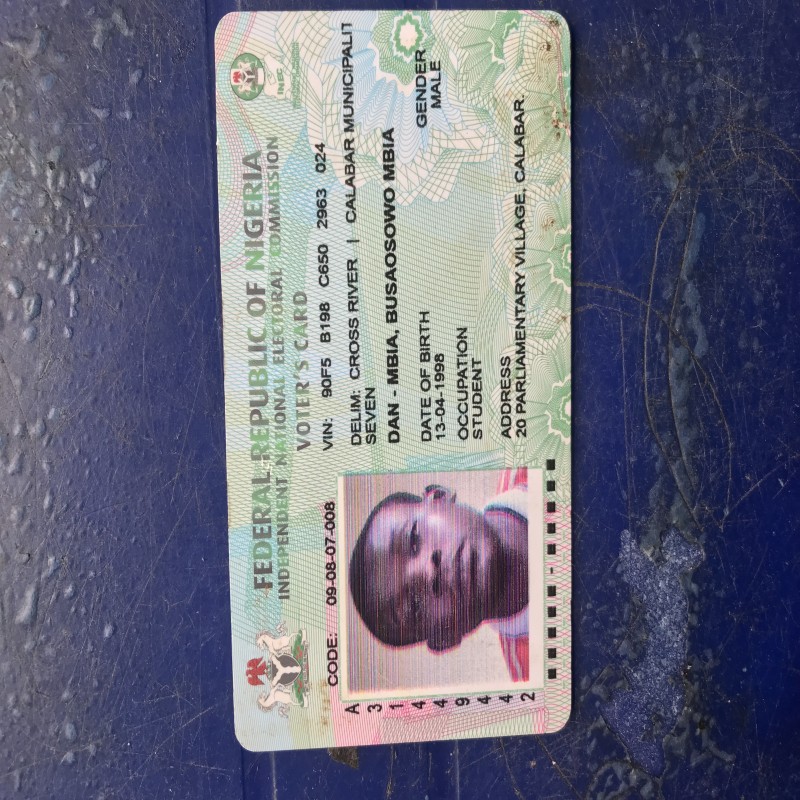 FEDERAL REPUBLIC OF NIGERIA
INDEPENDENT NATIONAL ELECTORAL COMMISSION
VOTER'S CARD
INEC
CODE: 09-08-07-008
VIN: 90F5 B198 C650 2963 024
DELIM: CROSS RIVER | CALABAR MUNICIPALIT
SEVEN
DAN - MBIA, BUSAOSOWO MBIA
DATE OF BIRTH
13-04-1998
GENDER
MALE
OCCUPATION
STUDENT
ADDRESS
20 PARLIAMENTARY VILLAGE, CALABAR.
A
3
1
4
4
9
4
4
2